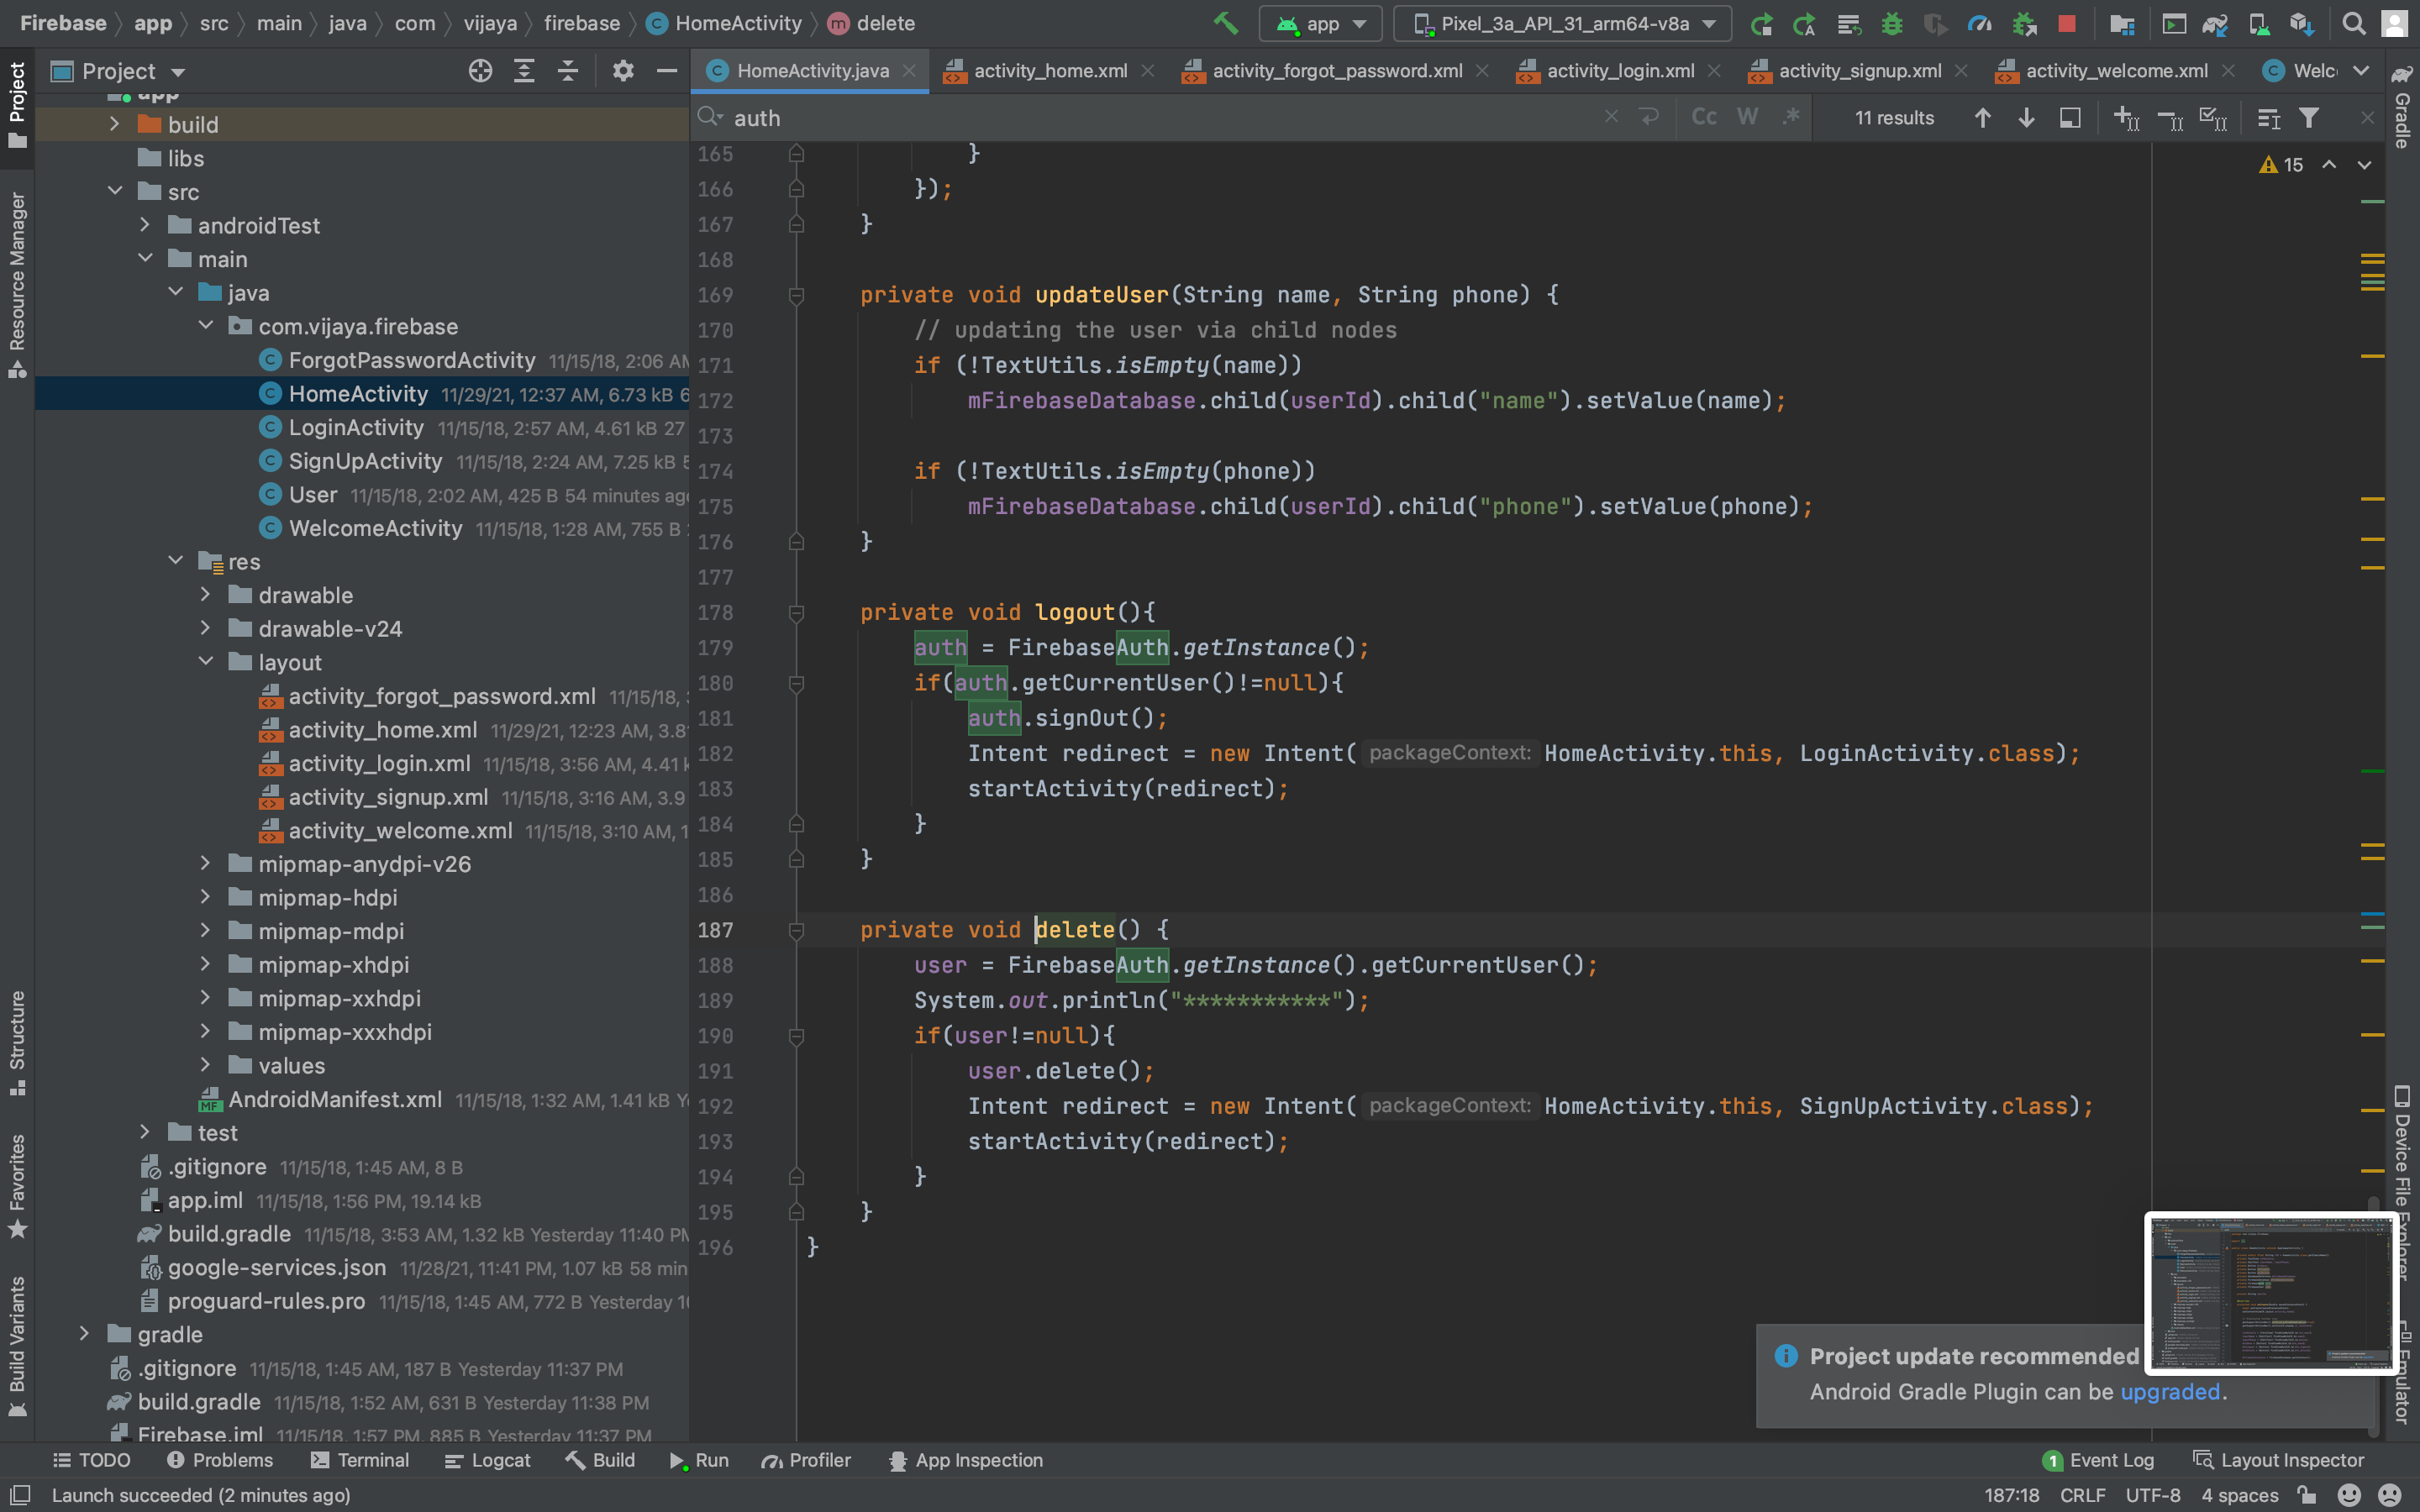 Firebase app src main java com vijaya firebase HomeActivity delete
app Pixel_3a_API_31_arm64-v8a
Project
HomeActivity.java activity_home.xml activity_forgot_password.xml activity_login.xml activity_signup.xml activity_welcome.xml Welc
auth Cc W .* 11 results
15
Project
Resource Manager
Structure
Favorites
Build Variants
app
build
libs
src
androidTest
main
java
com.vijaya.firebase
ForgotPasswordActivity 11/15/18, 2:06 AM
HomeActivity 11/29/21, 12:37 AM, 6.73 kB 6
LoginActivity 11/15/18, 2:57 AM, 4.61 kB 27
SignUpActivity 11/15/18, 2:24 AM, 7.25 kB 5
User 11/15/18, 2:02 AM, 425 B 54 minutes ago
WelcomeActivity 11/15/18, 1:28 AM, 755 B
res
drawable
drawable-v24
layout
activity_forgot_password.xml 11/15/18,
activity_home.xml 11/29/21, 12:23 AM, 3.8
activity_login.xml 11/15/18, 3:56 AM, 4.41 k
activity_signup.xml 11/15/18, 3:16 AM, 3.9
activity_welcome.xml 11/15/18, 3:10 AM, 1
mipmap-anydpi-v26
mipmap-hdpi
mipmap-mdpi
mipmap-xhdpi
mipmap-xxhdpi
mipmap-xxxhdpi
values
AndroidManifest.xml 11/15/18, 1:32 AM, 1.41 kB Y
test
.gitignore 11/15/18, 1:45 AM, 8 B
app.iml 11/15/18, 1:56 PM, 19.14 kB
build.gradle 11/15/18, 3:53 AM, 1.32 kB Yesterday 11:40 PM
google-services.json 11/28/21, 11:41 PM, 1.07 kB 58 min
proguard-rules.pro 11/15/18, 1:45 AM, 772 B Yesterday 1
gradle
.gitignore 11/15/18, 1:45 AM, 187 B Yesterday 11:37 PM
build.gradle 11/15/18, 1:52 AM, 631 B Yesterday 11:38 PM
Firebase.iml 11/15/18, 1:57 PM, 885 B Yesterday 11:37 PM
165 }
166 });
167 }
168
169 private void updateUser(String name, String phone) {
170 // updating the user via child nodes
171 if (!TextUtils.isEmpty(name))
172 mFirebaseDatabase.child(userId).child("name").setValue(name);
173
174 if (!TextUtils.isEmpty(phone))
175 mFirebaseDatabase.child(userId).child("phone").setValue(phone);
176 }
177
178 private void logout(){
179 auth = FirebaseAuth.getInstance();
180 if(auth.getCurrentUser()!=null){
181 auth.signOut();
182 Intent redirect = new Intent( packageContext: HomeActivity.this, LoginActivity.class);
183 startActivity(redirect);
184 }
185 }
186
187 private void delete() {
188 user = FirebaseAuth.getInstance().getCurrentUser();
189 System.out.println("***********");
190 if(user!=null){
191 user.delete();
192 Intent redirect = new Intent( packageContext: HomeActivity.this, SignUpActivity.class);
193 startActivity(redirect);
194 }
195 }
196 }
Gradle
Device File Explorer
Emulator
Project update recommended
Android Gradle Plugin can be upgraded.
TODO Problems Terminal Logcat Build Run Profiler App Inspection 1 Event Log Layout Inspector
Launch succeeded (2 minutes ago) 187:18 CRLF UTF-8 4 spaces